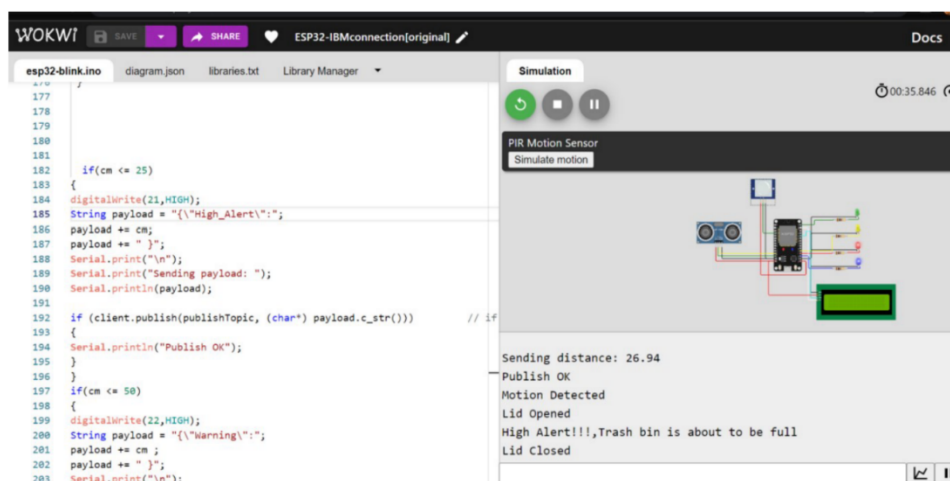 WOKWI SAVE SHARE ESP32-IBMconnection[original] Docs
esp32-blink.ino diagram.json libraries.txt Library Manager
176 }
177
178
179
180
181
182 if(cm <= 25)
183 {
184 digitalWrite(21,HIGH);
185 String payload = "{\"High_Alert\":";
186 payload += cm;
187 payload += " }";
188 Serial.print("\n");
189 Serial.print("Sending payload: ");
190 Serial.println(payload);
191
192 if (client.publish(publishTopic, (char*) payload.c_str())) // if
193 {
194 Serial.println("Publish OK");
195 }
196 }
197 if(cm <= 50)
198 {
199 digitalWrite(22,HIGH);
200 String payload = "{\"Warning\":";
201 payload += cm ;
202 payload += " }";
203 Serial.print("\n");
Simulation
00:35.846
PIR Motion Sensor
Simulate motion
Sending distance: 26.94
Publish OK
Motion Detected
Lid Opened
High Alert!!!,Trash bin is about to be full
Lid Closed